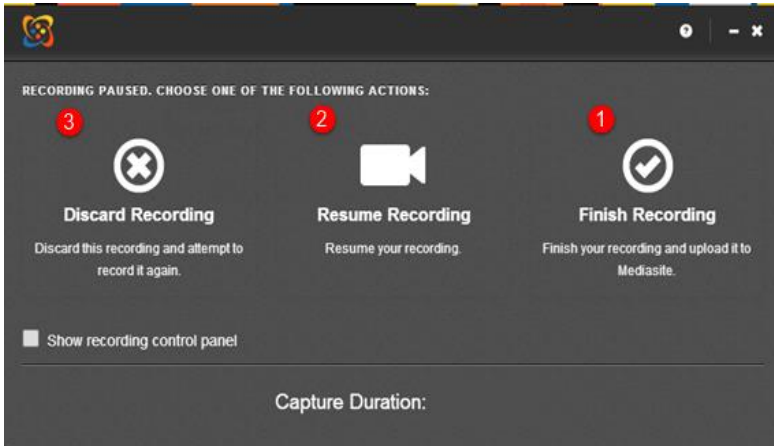 RECORDING PAUSED. CHOOSE ONE OF THE FOLLOWING ACTIONS:
3
2
1
Discard Recording
Resume Recording
Finish Recording
Discard this recording and attempt to
record it again.
Resume your recording.
Finish your recording and upload it to
Mediasite.
Show recording control panel
Capture Duration: